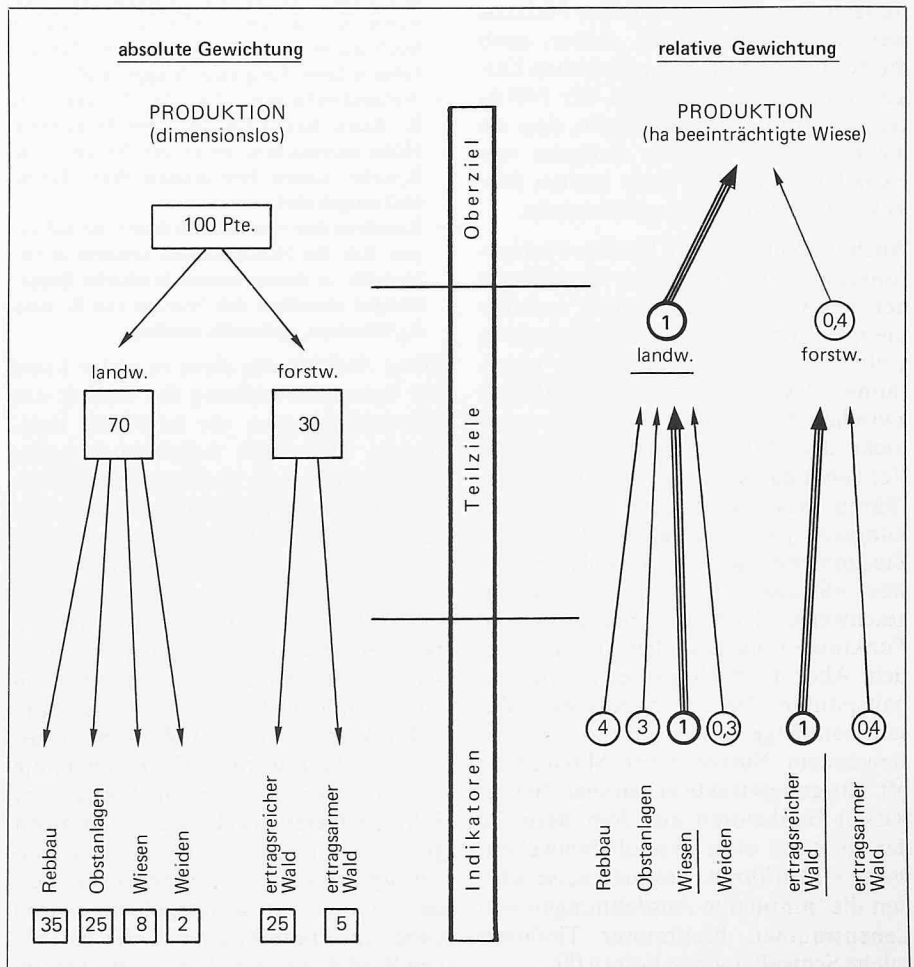 absolute Gewichtung
PRODUKTION
(dimensionslos)
100 Pte.
landw.
forstw.
70
30
Rebbau
Obstanlagen
Wiesen
Weiden
ertragsreicher
Wald
ertragsarmer
Wald
35
25
8
2
25
5
Oberziel
Teilziele
Indikatoren
relative Gewichtung
PRODUKTION
(ha beeinträchtigte Wiese)
1
0,4
landw.
forstw.
4
3
1
0,3
1
0,4
Rebbau
Obstanlagen
Wiesen
Weiden
ertragsreicher
Wald
ertragsarmer
Wald